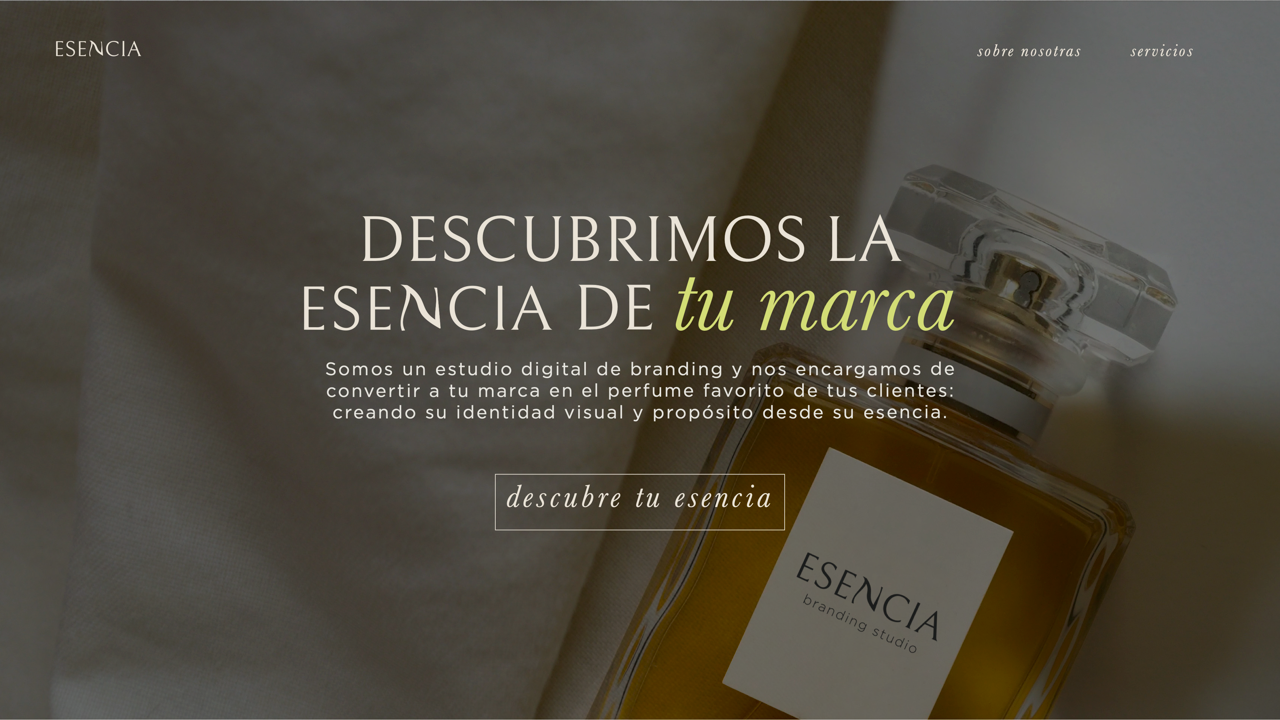 ESENCIA
sobre nosotras
servicios
DESCUBRIMOS LA
ESENCIA DE tu marca
Somos un estudio digital de branding y nos encargamos de
convertir a tu marca en el perfume favorito de tus clientes:
creando su identidad visual y propósito desde su esencia.
descubre tu esencia
ESENCIA
branding studio